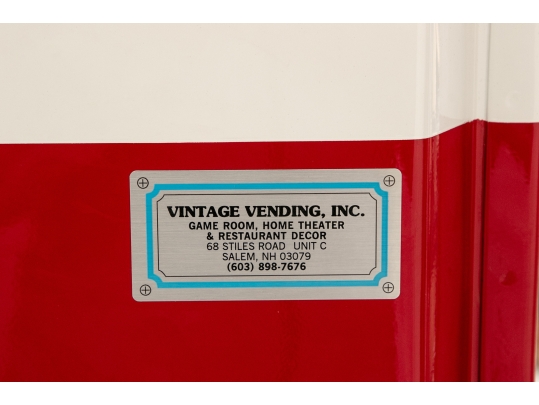 VINTAGE VENDING, INC.
GAME ROOM, HOME THEATER
& RESTAURANT DECOR
68 STILES ROAD UNIT C
SALEM, NH 03079
(603) 898-7676